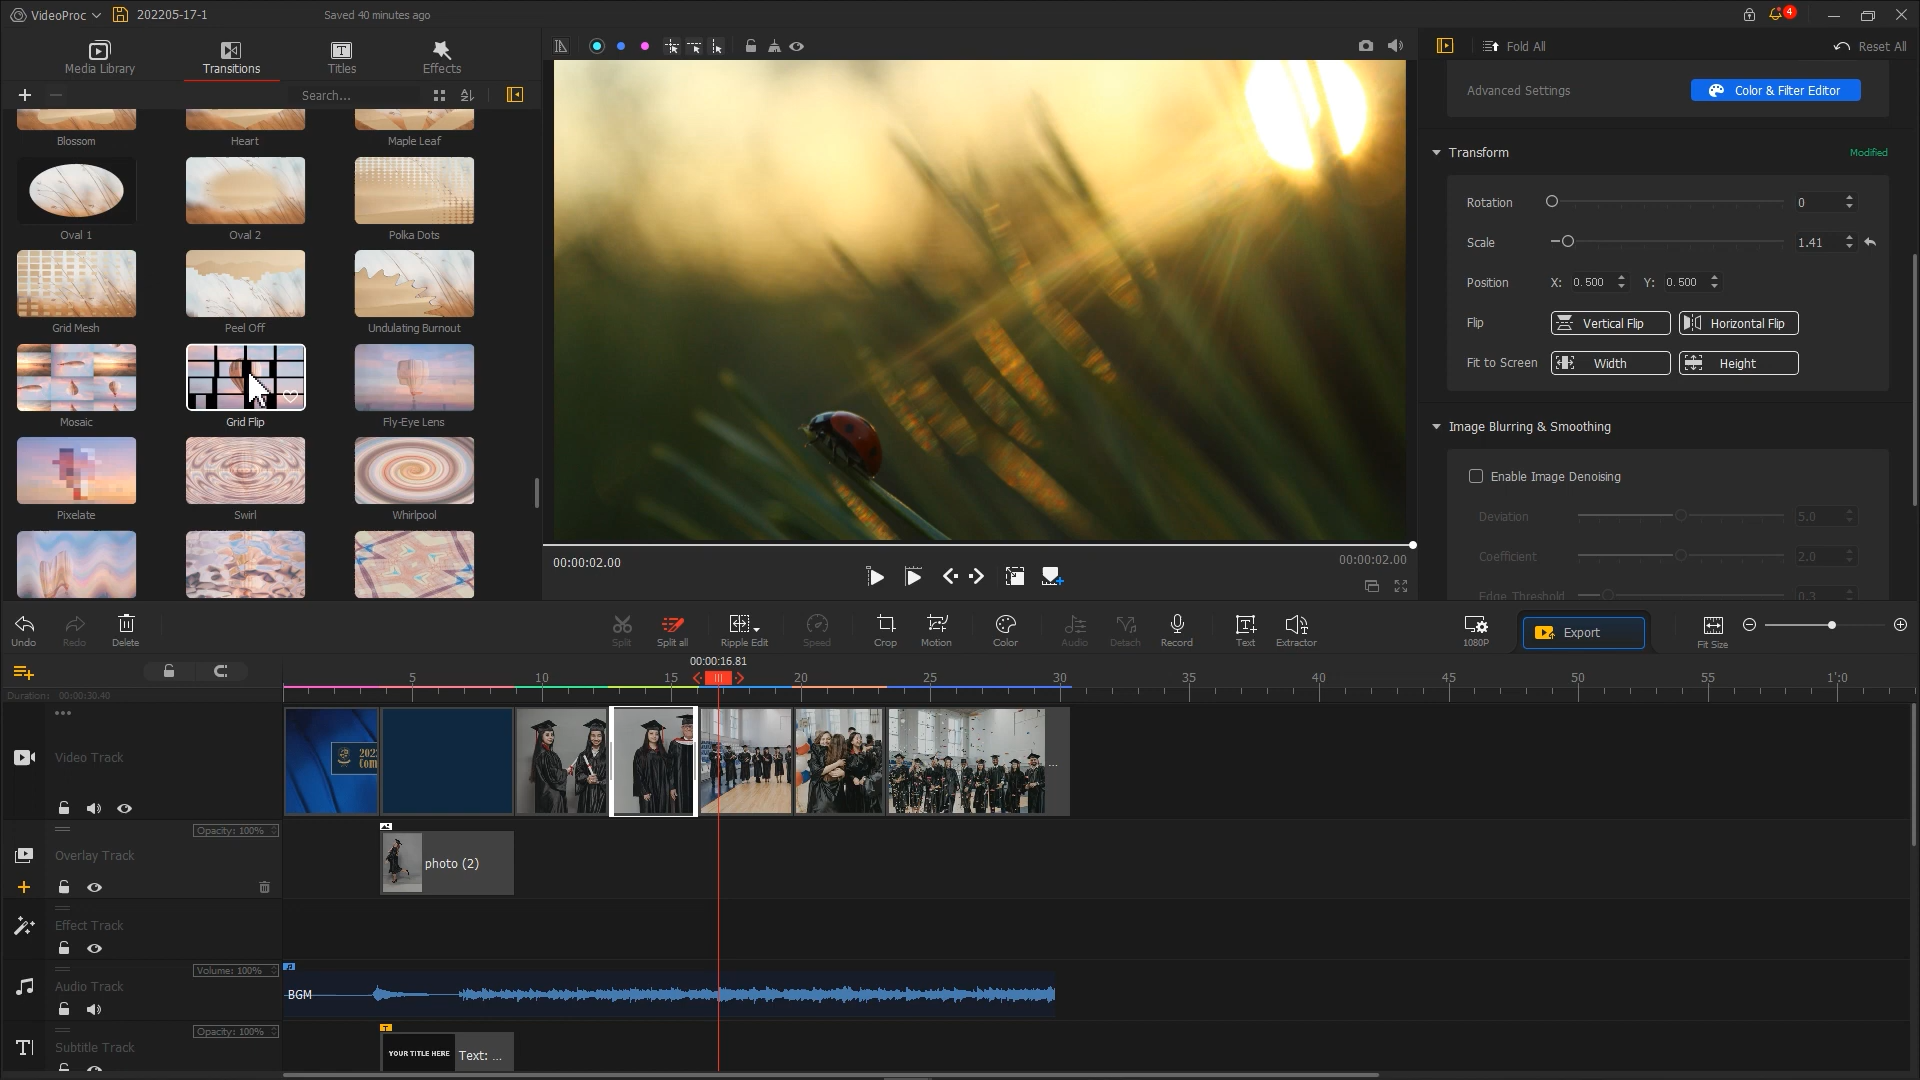 VideoProc
202205-17-1
Saved 40 minutes ago
4
Media Library
Transitions
Titles
Effects
Fold All
Reset All
Search...
Advanced Settings
Color & Filter Editor
Blossom
Heart
Maple Leaf
Transform
Modified
Rotation
0
Oval 1
Oval 2
Polka Dots
Scale
1.41
Position
X: 0.500
Y: 0.500
Grid Mesh
Peel Off
Undulating Burnout
Flip
Vertical Flip
Horizontal Flip
Fit to Screen
Width
Height
Mosaic
Grid Flip
Fly-Eye Lens
Image Blurring & Smoothing
Enable Image Denoising
Pixelate
Swirl
Whirlpool
Deviation
5.0
Coefficient
2.0
00:00:02.00
00:00:02.00
Edge Threshold
0.3
Undo
Redo
Delete
Split
Split all
Ripple Edit
Speed
Crop
Motion
Color
Audio
Detach
Record
Text
Extractor
1080P
Export
Fit Size
00:00:16.81
5
10
15
20
25
30
35
40
45
50
55
1':0
Duration: 00:00:30.40
Video Track
Opacity: 100%
Overlay Track
photo (2)
Effect Track
Volume: 100%
Audio Track
BGM
Opacity: 100%
Subtitle Track
YOUR TITLE HERE
Text: ...